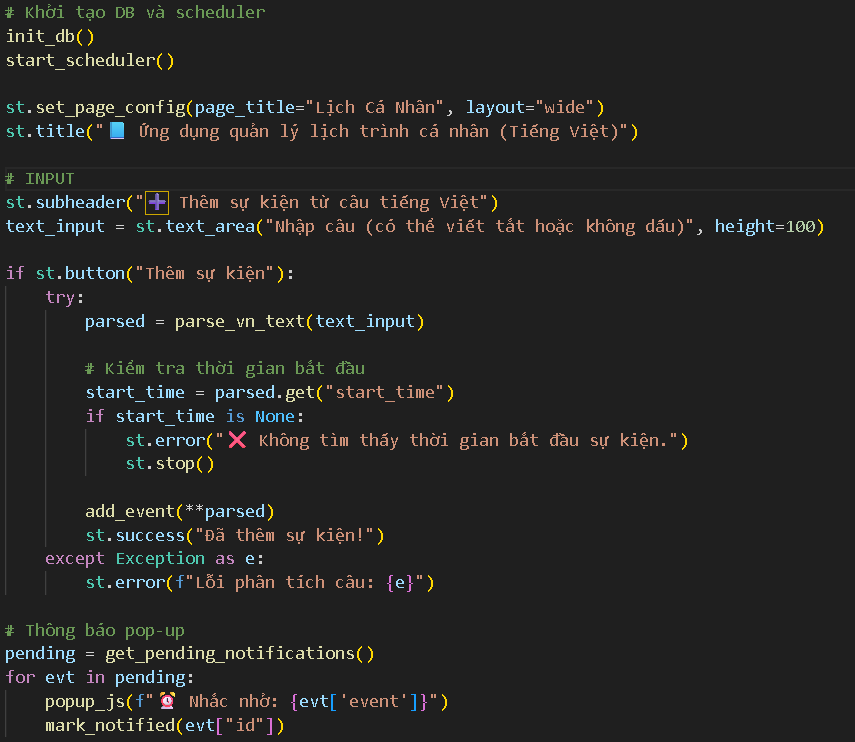 # Khởi tạo DB và scheduler
init_db()
start_scheduler()
st.set_page_config(page_title="Lịch Cá Nhân", layout="wide")
st.title("📘 Ứng dụng quản lý lịch trình cá nhân (Tiếng Việt)")
# INPUT
st.subheader("➕ Thêm sự kiện từ câu tiếng Việt")
text_input = st.text_area("Nhập câu (có thể viết tắt hoặc không dấu)", height=100)
if st.button("Thêm sự kiện"):
    try:
        parsed = parse_vn_text(text_input)
        # Kiểm tra thời gian bắt đầu
        start_time = parsed.get("start_time")
        if start_time is None:
            st.error("❌ Không tìm thấy thời gian bắt đầu sự kiện.")
            st.stop()
        add_event(**parsed)
        st.success("Đã thêm sự kiện!")
    except Exception as e:
        st.error(f"Lỗi phân tích câu: {e}")
# Thông báo pop-up
pending = get_pending_notifications()
for evt in pending:
    popup_js(f"⏰ Nhắc nhở: {evt['event']}")
    mark_notified(evt["id"])